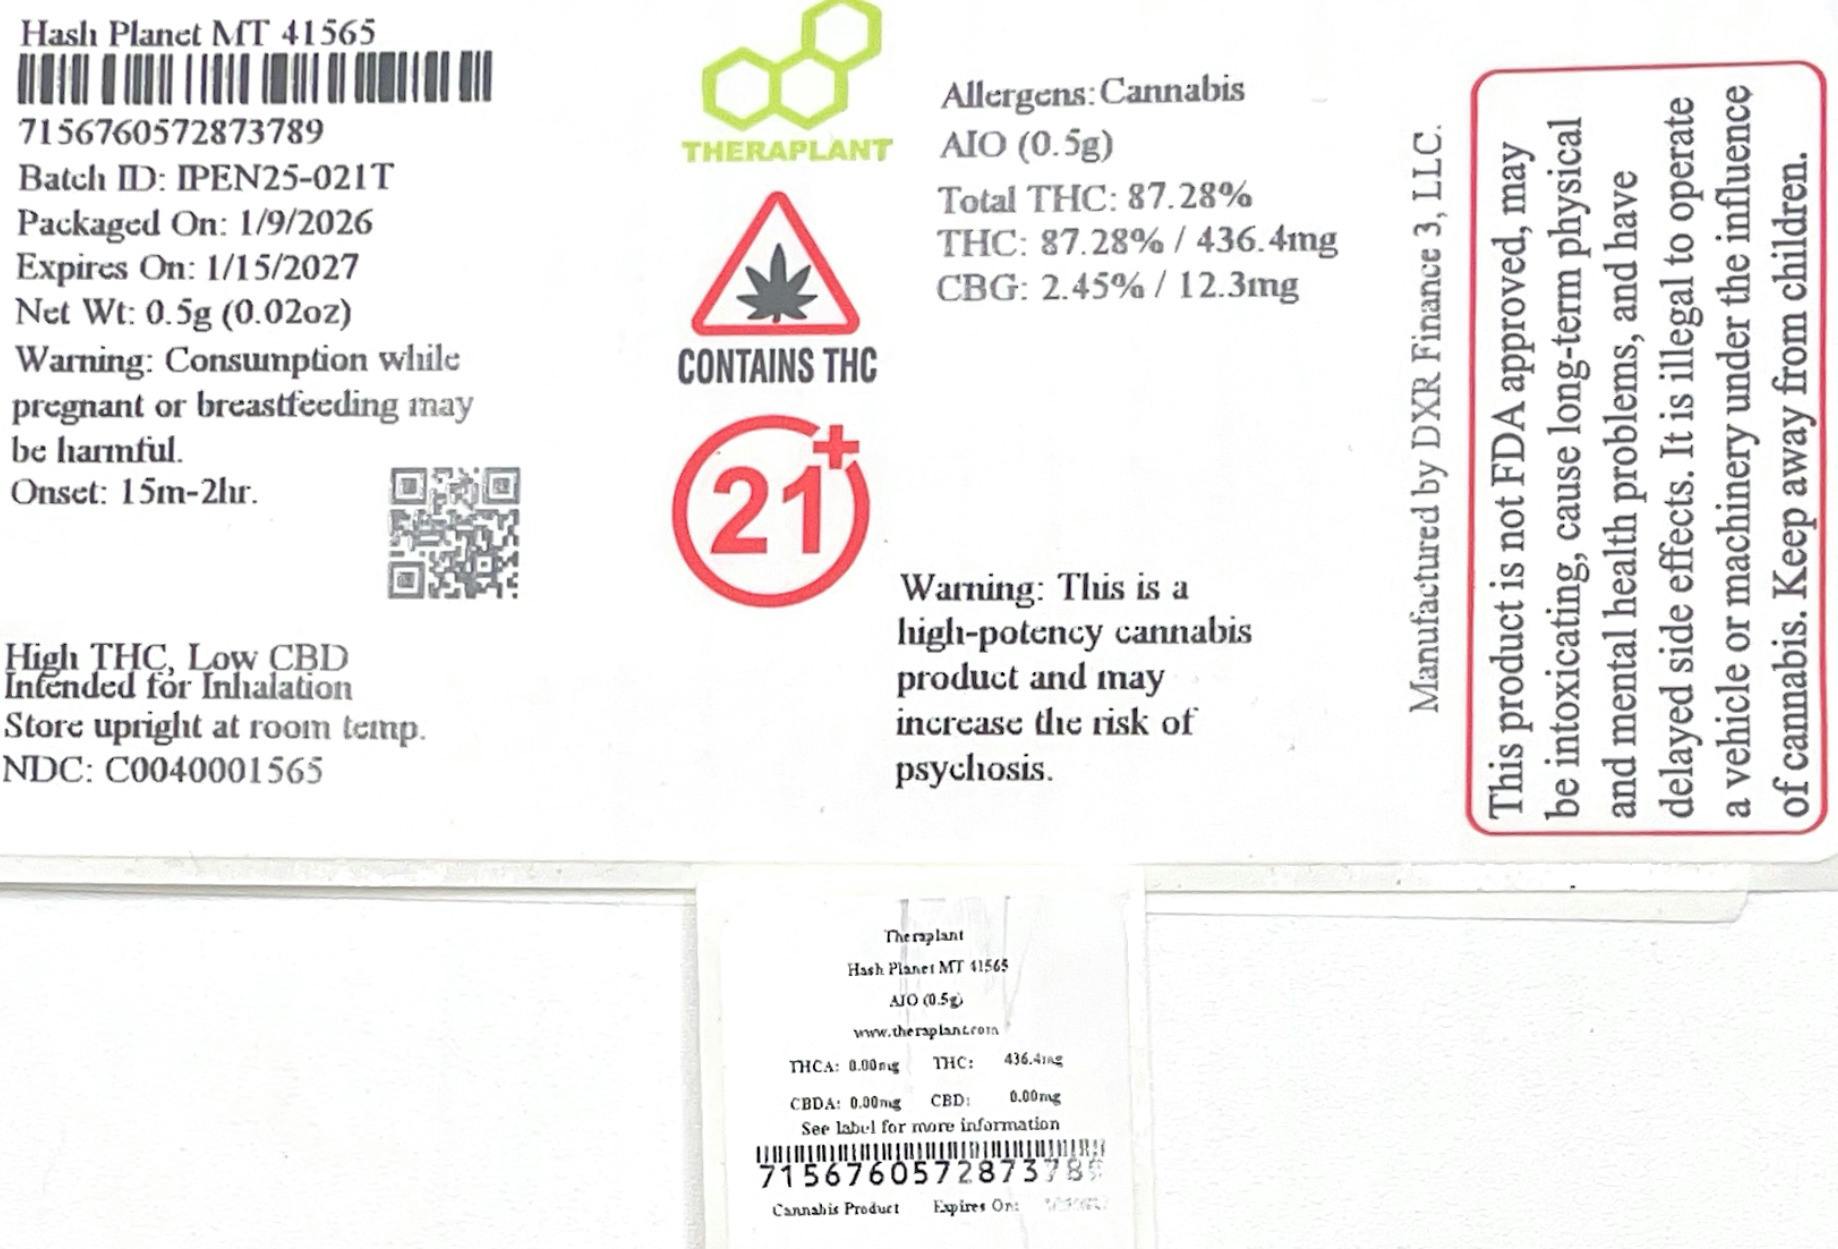 Hash Planet MT 41565
7156760572873789
Batch ID: IPEN25-021T
Packaged On: 1/9/2026
Expires On: 1/15/2027
Net Wt: 0.5g (0.02oz)
Warning: Consumption while
pregnant or breastfeeding may
be harmful.
Onset: 15m-2hr.
High THC, Low CBD
Intended for Inhalation
Store upright at room temp.
NDC: C0040001565
THERAPLANT
CONTAINS THC
21+
Allergens: Cannabis
AIO (0.5g)
Total THC: 87.28%
THC: 87.28% / 436.4mg
CBG: 2.45% / 12.3mg
Warning: This is a
high-potency cannabis
product and may
increase the risk of
psychosis.
Manufactured by DXR Finance 3, LLC.
This product is not FDA approved, may
be intoxicating, cause long-term physical
and mental health problems, and have
delayed side effects. It is illegal to operate
a vehicle or machinery under the influence
of cannabis. Keep away from children.
Theraplant
Hash Planet MT 41565
AIO (0.5g)
www.theraplant.com
THCA: 0.00mg THC: 436.4mg
CBDA: 0.00mg CBD: 0.00mg
See label for more information
7156760572873789
Cannabis Product Expires On: